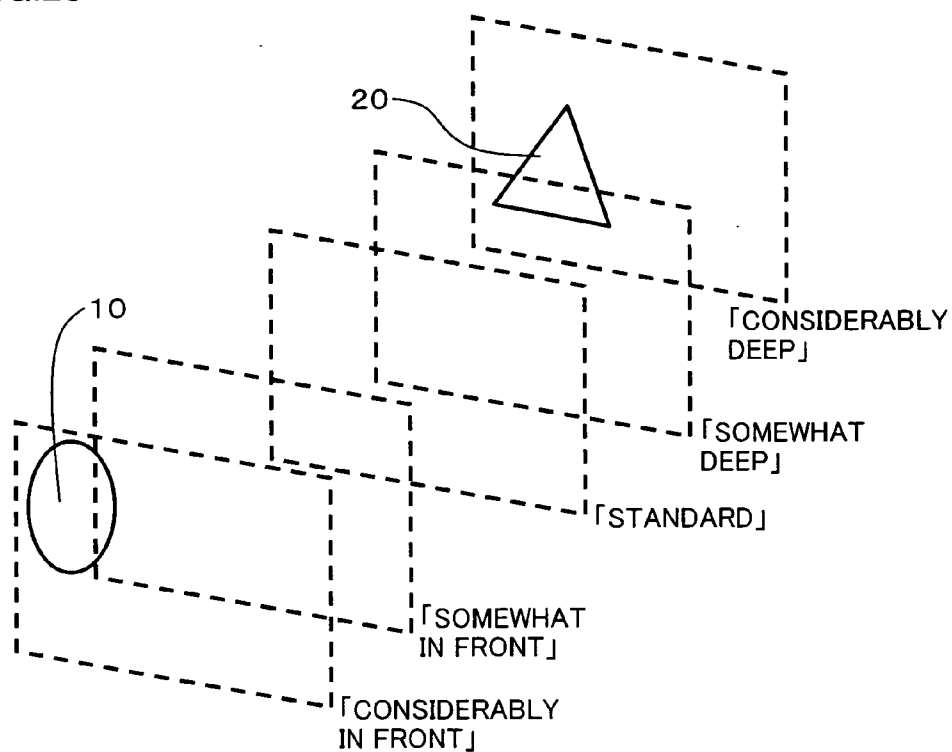 20
「CONSIDERABLY
DEEP」
10
「SOMEWHAT
DEEP」
「STANDARD」
「SOMEWHAT
IN FRONT」
「CONSIDERABLY
IN FRONT」